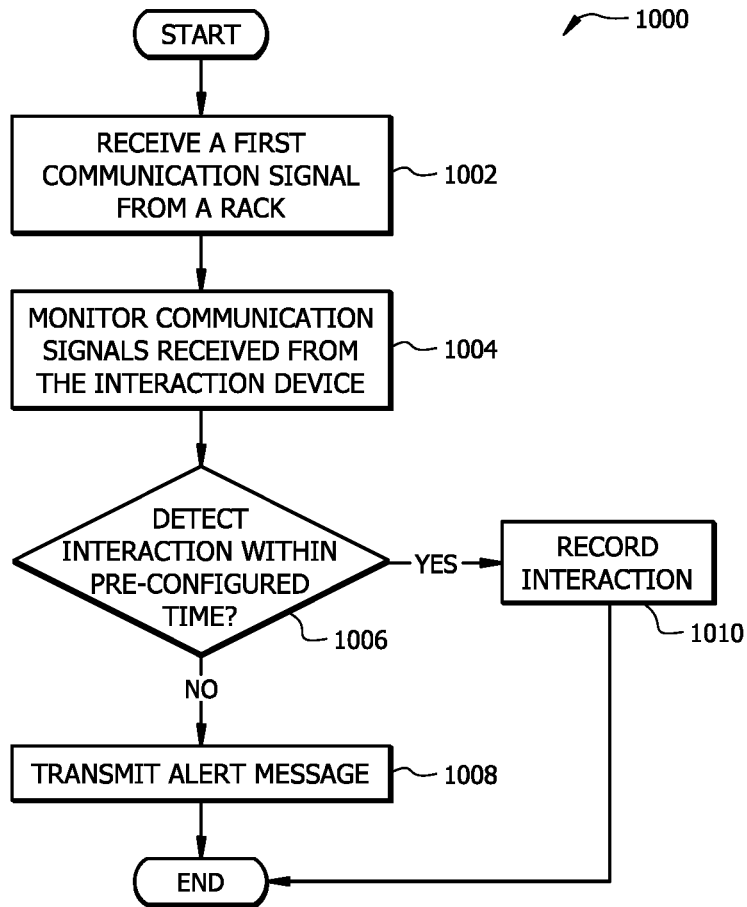 START
1000
RECEIVE A FIRST
COMMUNICATION SIGNAL
FROM A RACK
1002
MONITOR COMMUNICATION
SIGNALS RECEIVED FROM
THE INTERACTION DEVICE
1004
DETECT
INTERACTION WITHIN
PRE-CONFIGURED
TIME?
1006
YES
RECORD
INTERACTION
1010
NO
TRANSMIT ALERT MESSAGE
1008
END